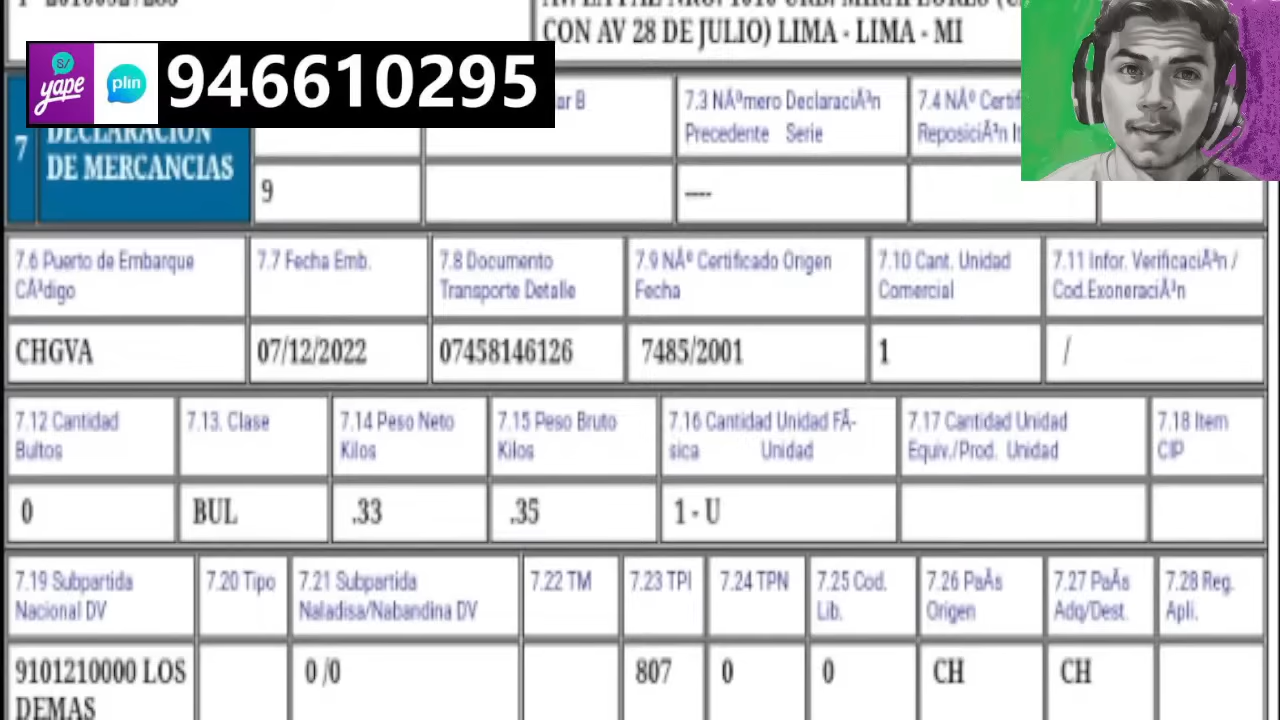 CON AV 28 DE JULIO) LIMA - LIMA - MI
S/
yape
plin
946610295
ar B
7.3 NÃºmero DeclaraciÃ³n
Precedente Serie
7.4 NÂº Certif
ReposiciÃ³n It
7
DECLARACION
DE MERCANCIAS
9
----
7.6 Puerto de Embarque
CÃ³digo
7.7 Fecha Emb.
7.8 Documento
Transporte Detalle
7.9 NÂº Certificado Origen
Fecha
7.10 Cant. Unidad
Comercial
7.11 Infor. VerificaciÃ³n /
Cod.ExoneraciÃ³n
CHGVA
07/12/2022
07458146126
7485/2001
1
/
7.12 Cantidad
Bultos
7.13. Clase
7.14 Peso Neto
Kilos
7.15 Peso Bruto
Kilos
7.16 Cantidad Unidad FÃ-
sica Unidad
7.17 Cantidad Unidad
Equiv./Prod. Unidad
7.18 Item
CIP
0
BUL
.33
.35
1 - U
7.19 Subpartida
Nacional DV
7.20 Tipo
7.21 Subpartida
Naladisa/Nabandina DV
7.22 TM
7.23 TPI
7.24 TPN
7.25 Cod.
Lib.
7.26 PaÃs
Origen
7.27 PaÃs
Adq/Dest.
7.28 Reg.
Apli.
9101210000 LOS
DEMAS
0 /0
807
0
0
CH
CH